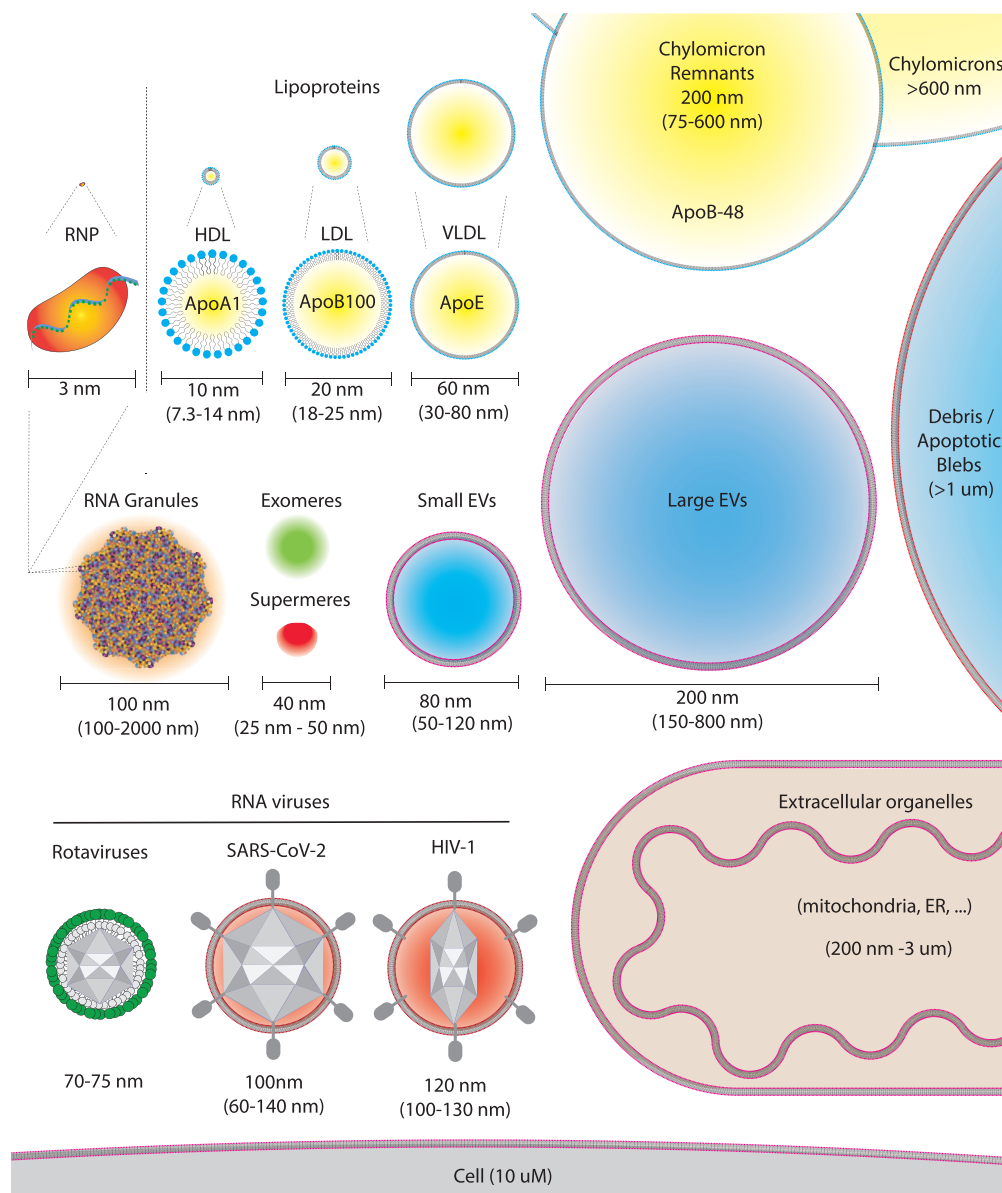 Chylomicron
Remnants
200 nm
(75-600 nm)
ApoB-48
Chylomicrons
>600 nm
Lipoproteins
RNP
HDL
LDL
VLDL
ApoA1
ApoB100
ApoE
3 nm
10 nm
(7.3-14 nm)
20 nm
(18-25 nm)
60 nm
(30-80 nm)
Debris /
Apoptotic
Blebs
(>1 um)
RNA Granules
Exomeres
Small EVs
Large EVs
Supermeres
100 nm
(100-2000 nm)
40 nm
(25 nm - 50 nm)
80 nm
(50-120 nm)
200 nm
(150-800 nm)
RNA viruses
Rotaviruses
SARS-CoV-2
HIV-1
70-75 nm
100nm
(60-140 nm)
120 nm
(100-130 nm)
Extracellular organelles
(mitochondria, ER, ...)
(200 nm -3 um)
Cell (10 uM)